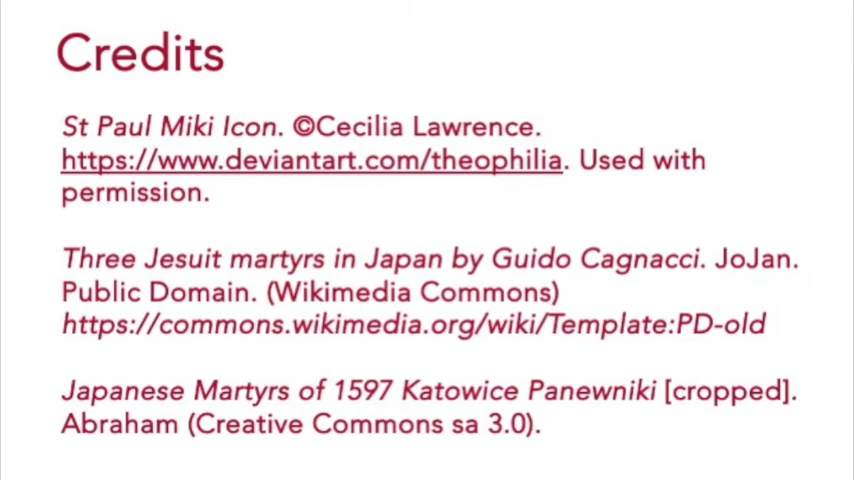 Credits
St Paul Miki Icon. ©Cecilia Lawrence.
https://www.deviantart.com/theophilia. Used with
permission.
Three Jesuit martyrs in Japan by Guido Cagnacci. JoJan.
Public Domain. (Wikimedia Commons)
https://commons.wikimedia.org/wiki/Template:PD-old
Japanese Martyrs of 1597 Katowice Panewniki [cropped].
Abraham (Creative Commons sa 3.0).